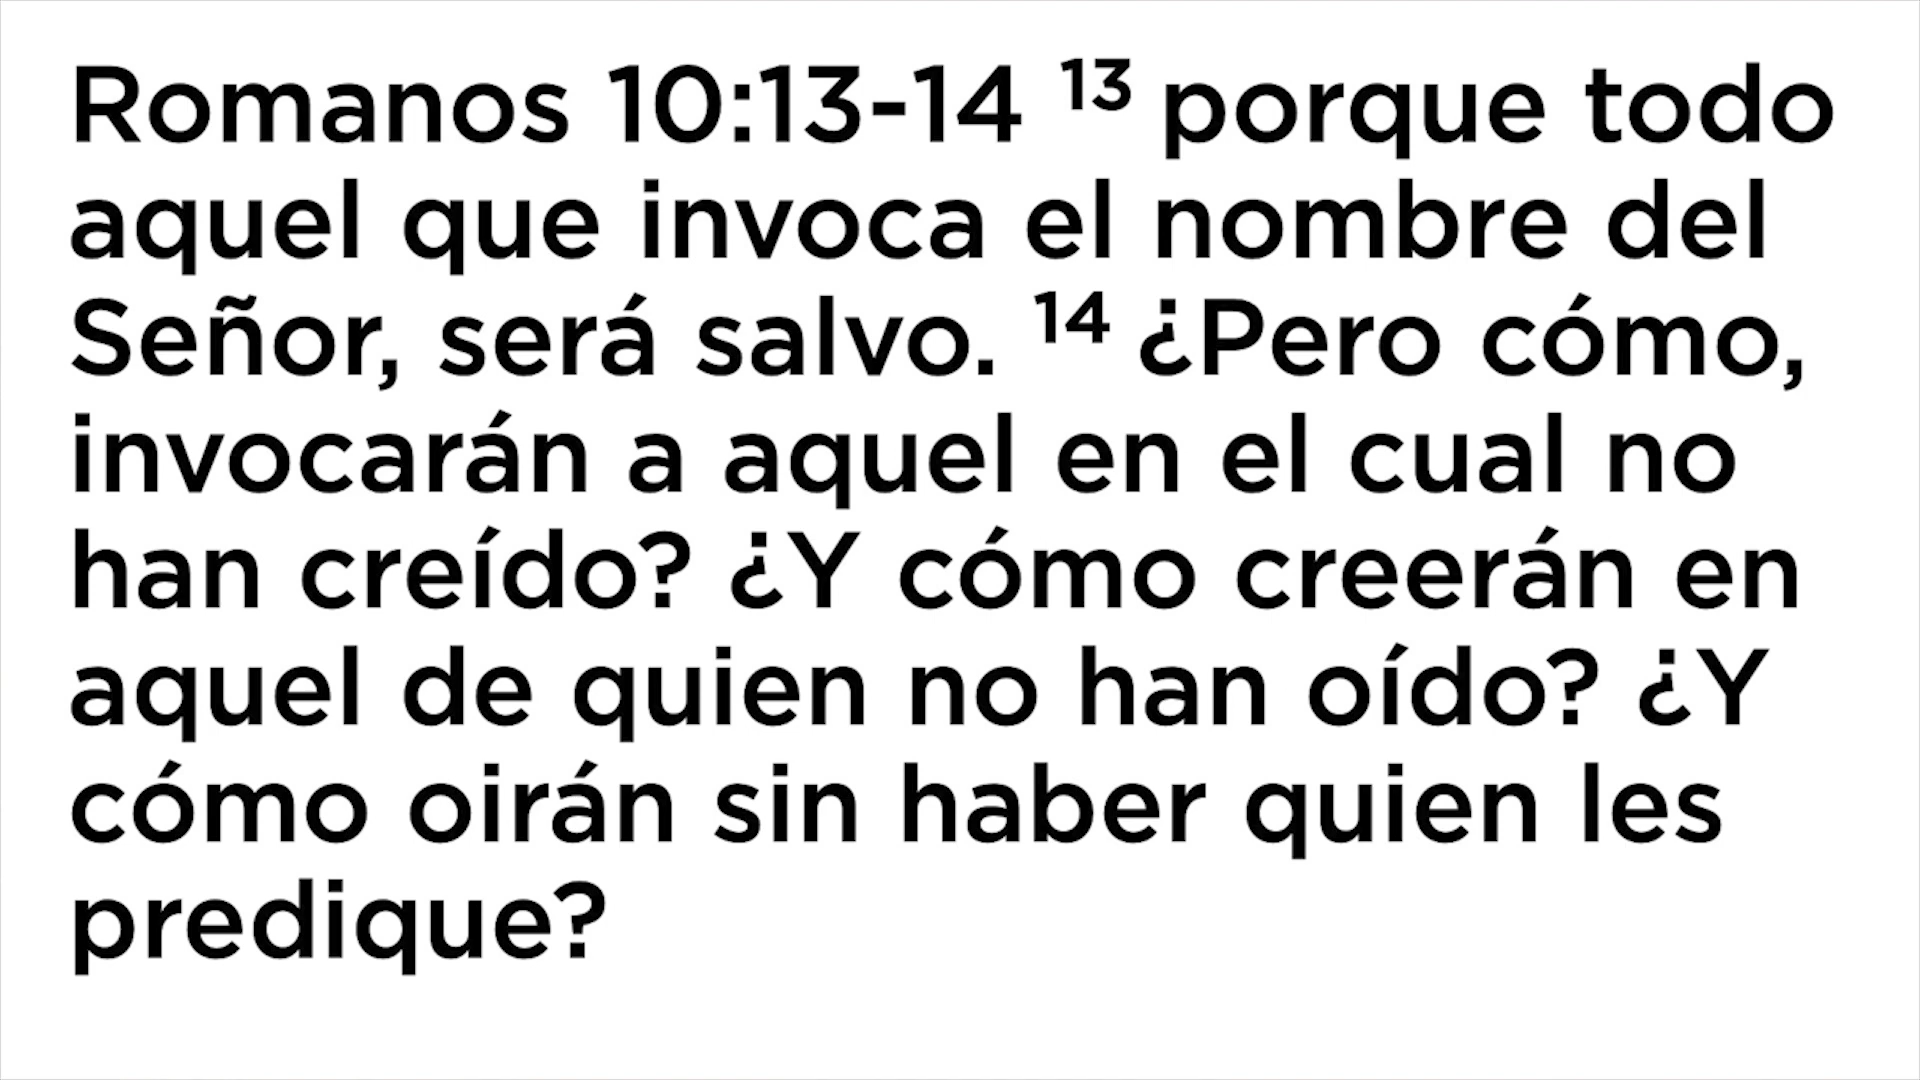 Romanos 10:13-14 ¹³ porque todo
aquel que invoca el nombre del
Señor, será salvo. ¹⁴ ¿Pero cómo,
invocarán a aquel en el cual no
han creído? ¿Y cómo creerán en
aquel de quien no han oído? ¿Y
cómo oirán sin haber quien les
predique?